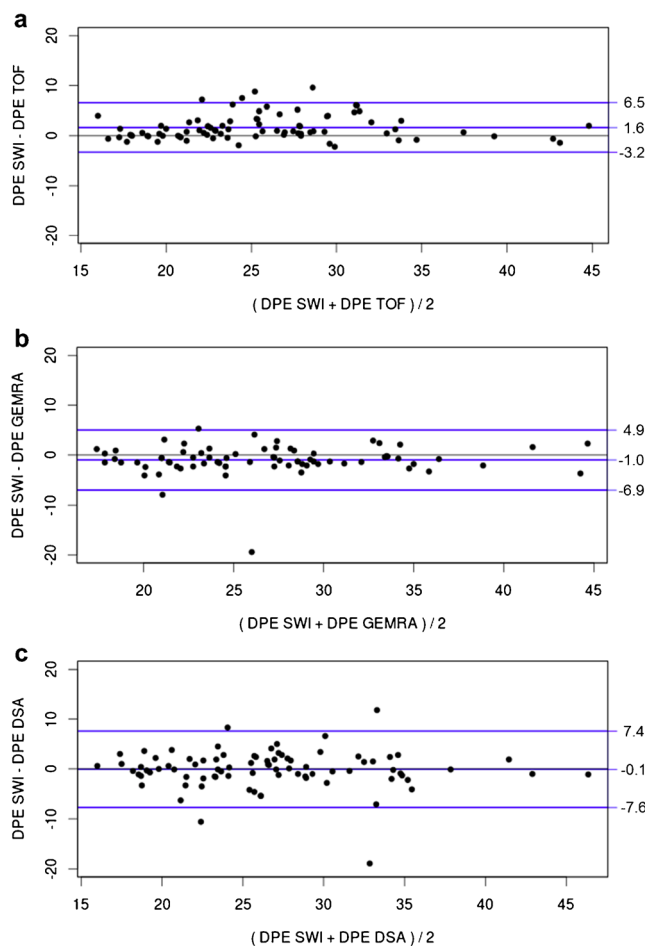 a
DPE SWI - DPE TOF
20
10
0
-10
-20
6.5
1.6
-3.2
15 20 25 30 35 40 45
( DPE SWI + DPE TOF ) / 2
b
DPE SWI - DPE GEMRA
20
10
0
-10
-20
4.9
-1.0
-6.9
20 25 30 35 40 45
( DPE SWI + DPE GEMRA ) / 2
c
DPE SWI - DPE DSA
20
10
0
-10
-20
7.4
-0.1
-7.6
15 20 25 30 35 40 45
( DPE SWI + DPE DSA ) / 2